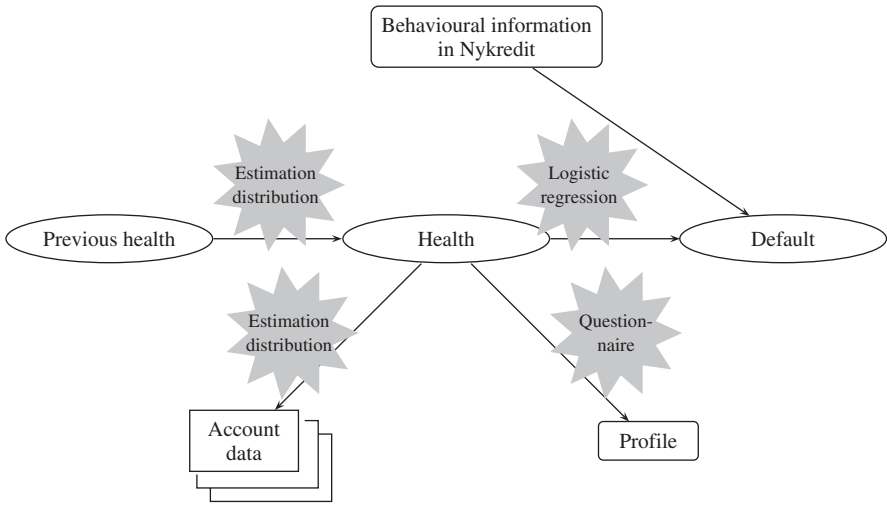 Behavioural information
in Nykredit
Estimation
distribution
Logistic
regression
Previous health
Health
Default
Estimation
distribution
Question-
naire
Account
data
Profile